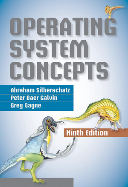 OPERATING
SYSTEM
CONCEPTS
Abraham Silberschatz
Peter Baer Galvin
Greg Gagne
Ninth Edition